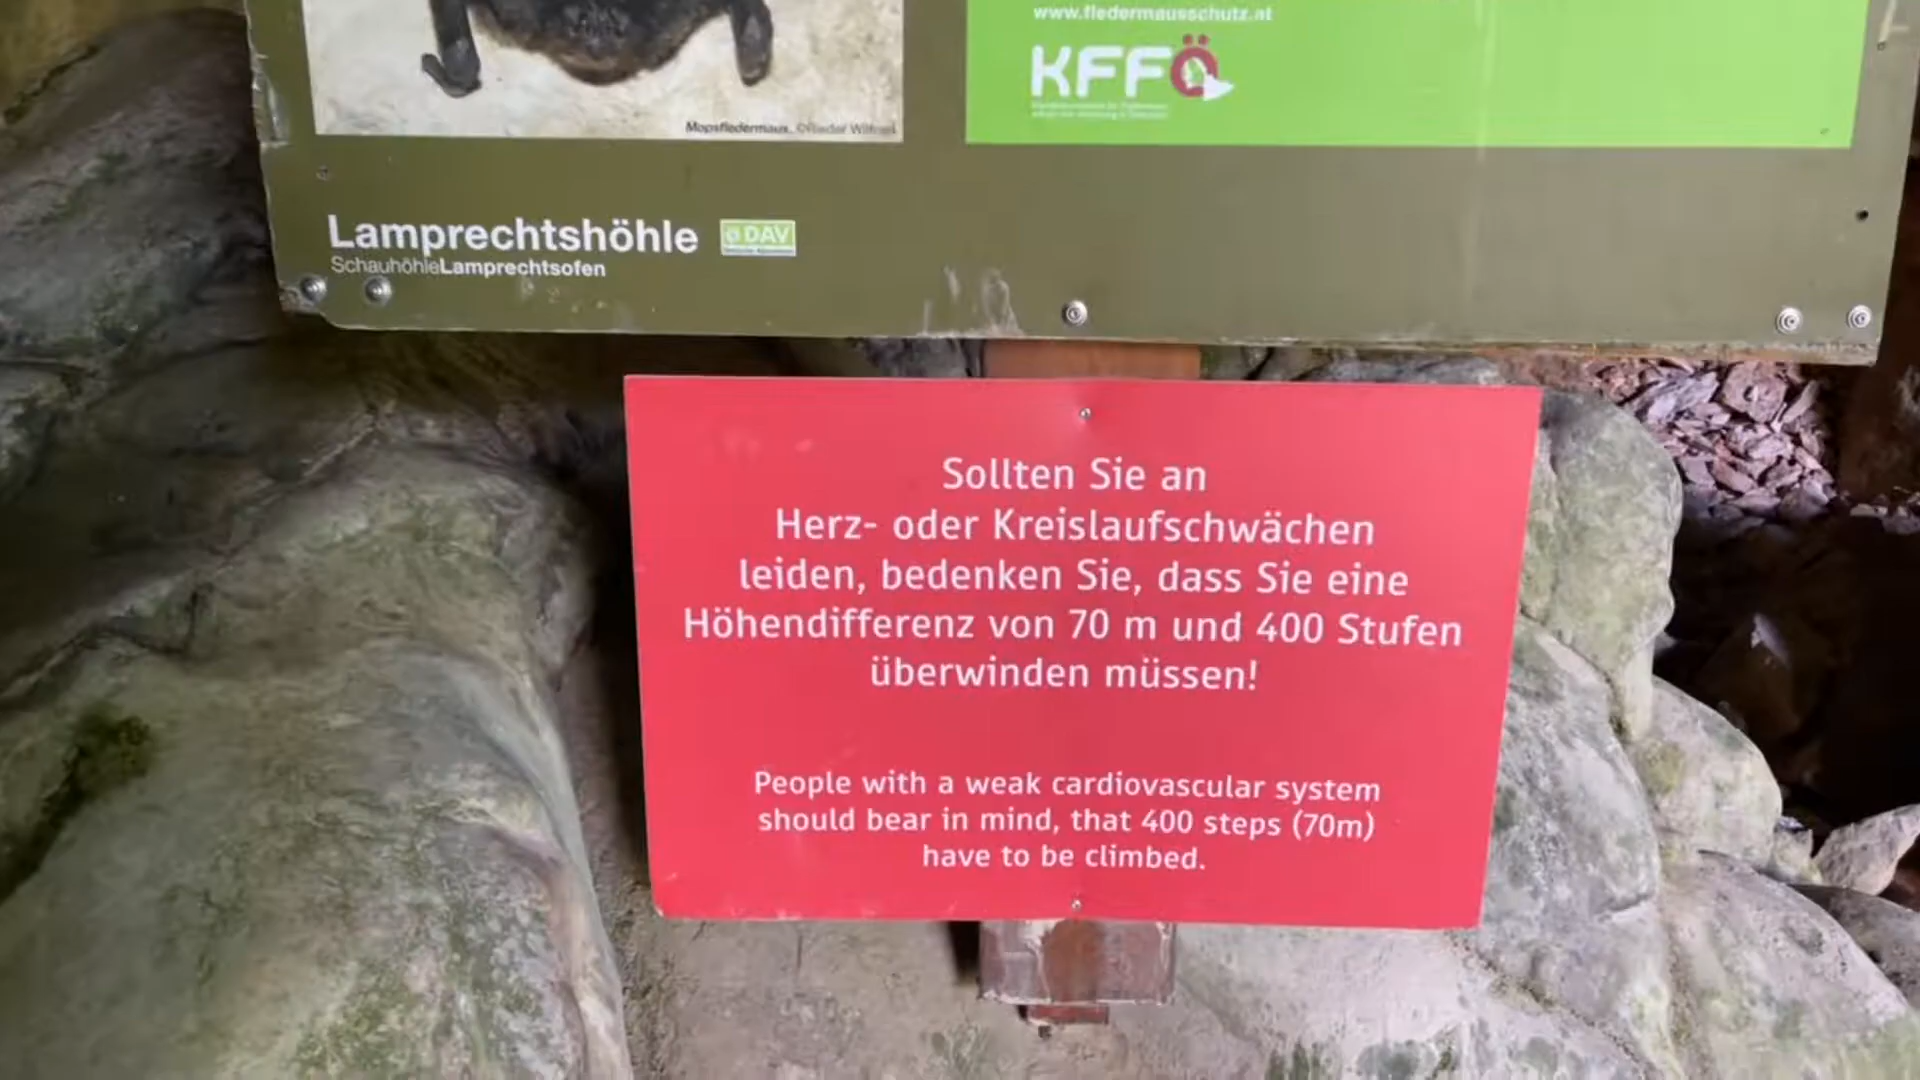 www.fledermausschutz.at
KFFÖ
Mopsfledermaus, ©Rieder Wilfried
Lamprechtshöhle
DAV
SchauhöhleLamprechtsofen
Sollten Sie an
Herz- oder Kreislaufschwächen
leiden, bedenken Sie, dass Sie eine
Höhendifferenz von 70 m und 400 Stufen
überwinden müssen!
People with a weak cardiovascular system
should bear in mind, that 400 steps (70m)
have to be climbed.